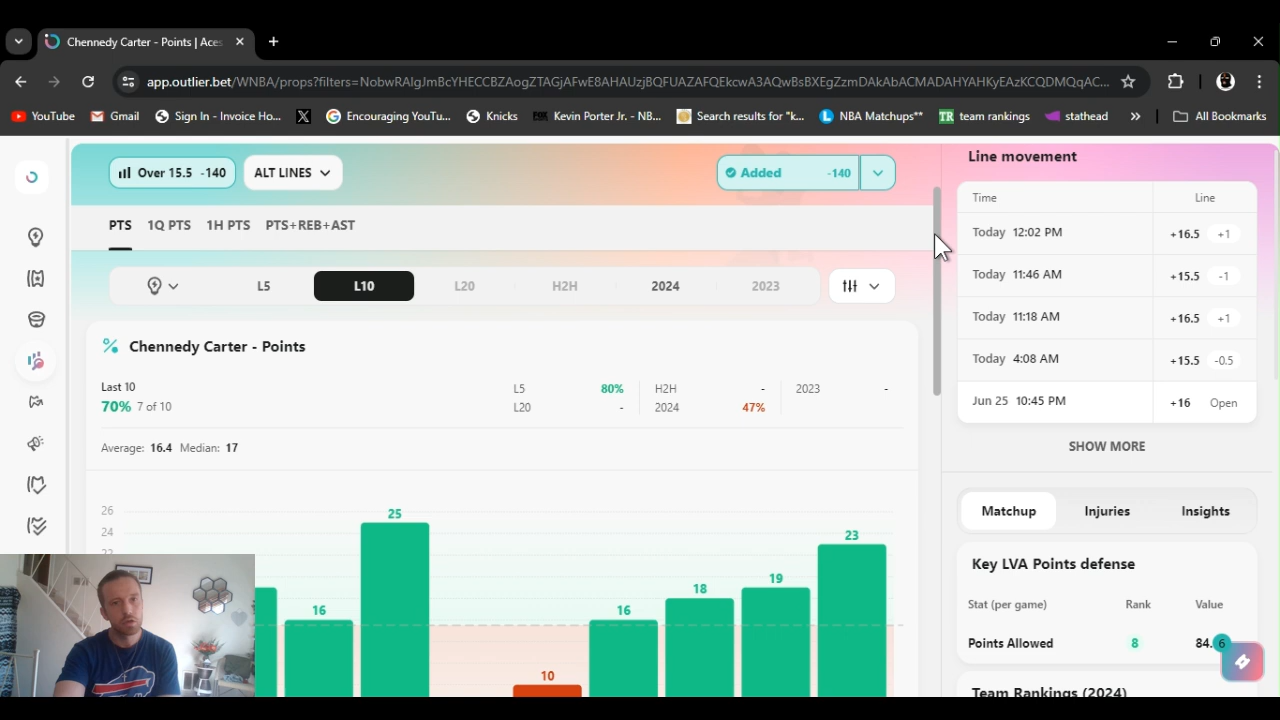 Chennedy Carter - Points | Aces
app.outlier.bet/WNBA/props?filters=NobwRAlgJmBcYHECCBZAogZTAGjAFwE8AHAUzjBQFUAZAFQEkcwA3AQwBsBXEgZzmDAkAbACMADAHYAHKyEAzKCQDMQqAC...
YouTube Gmail Sign In - Invoice Ho... X Encouraging YouTu... Knicks Kevin Porter Jr. - NB... Search results for "k... NBA Matchups** TR team rankings stathead » All Bookmarks
Over 15.5 -140 ALT LINES Added -140
PTS 1Q PTS 1H PTS PTS+REB+AST
L5 L10 L20 H2H 2024 2023
Chennedy Carter - Points
Last 10
70% 7 of 10
L5 80% H2H - 2023 -
L20 - 2024 47%
Average: 16.4 Median: 17
26
24
22
16
25
10
16
18
19
23
Line movement
Time Line
Today 12:02 PM +16.5 +1
Today 11:46 AM +15.5 -1
Today 11:18 AM +16.5 +1
Today 4:08 AM +15.5 -0.5
Jun 25 10:45 PM +16 Open
SHOW MORE
Matchup Injuries Insights
Key LVA Points defense
Stat (per game) Rank Value
Points Allowed 8 84.6
Team Rankings (2024)